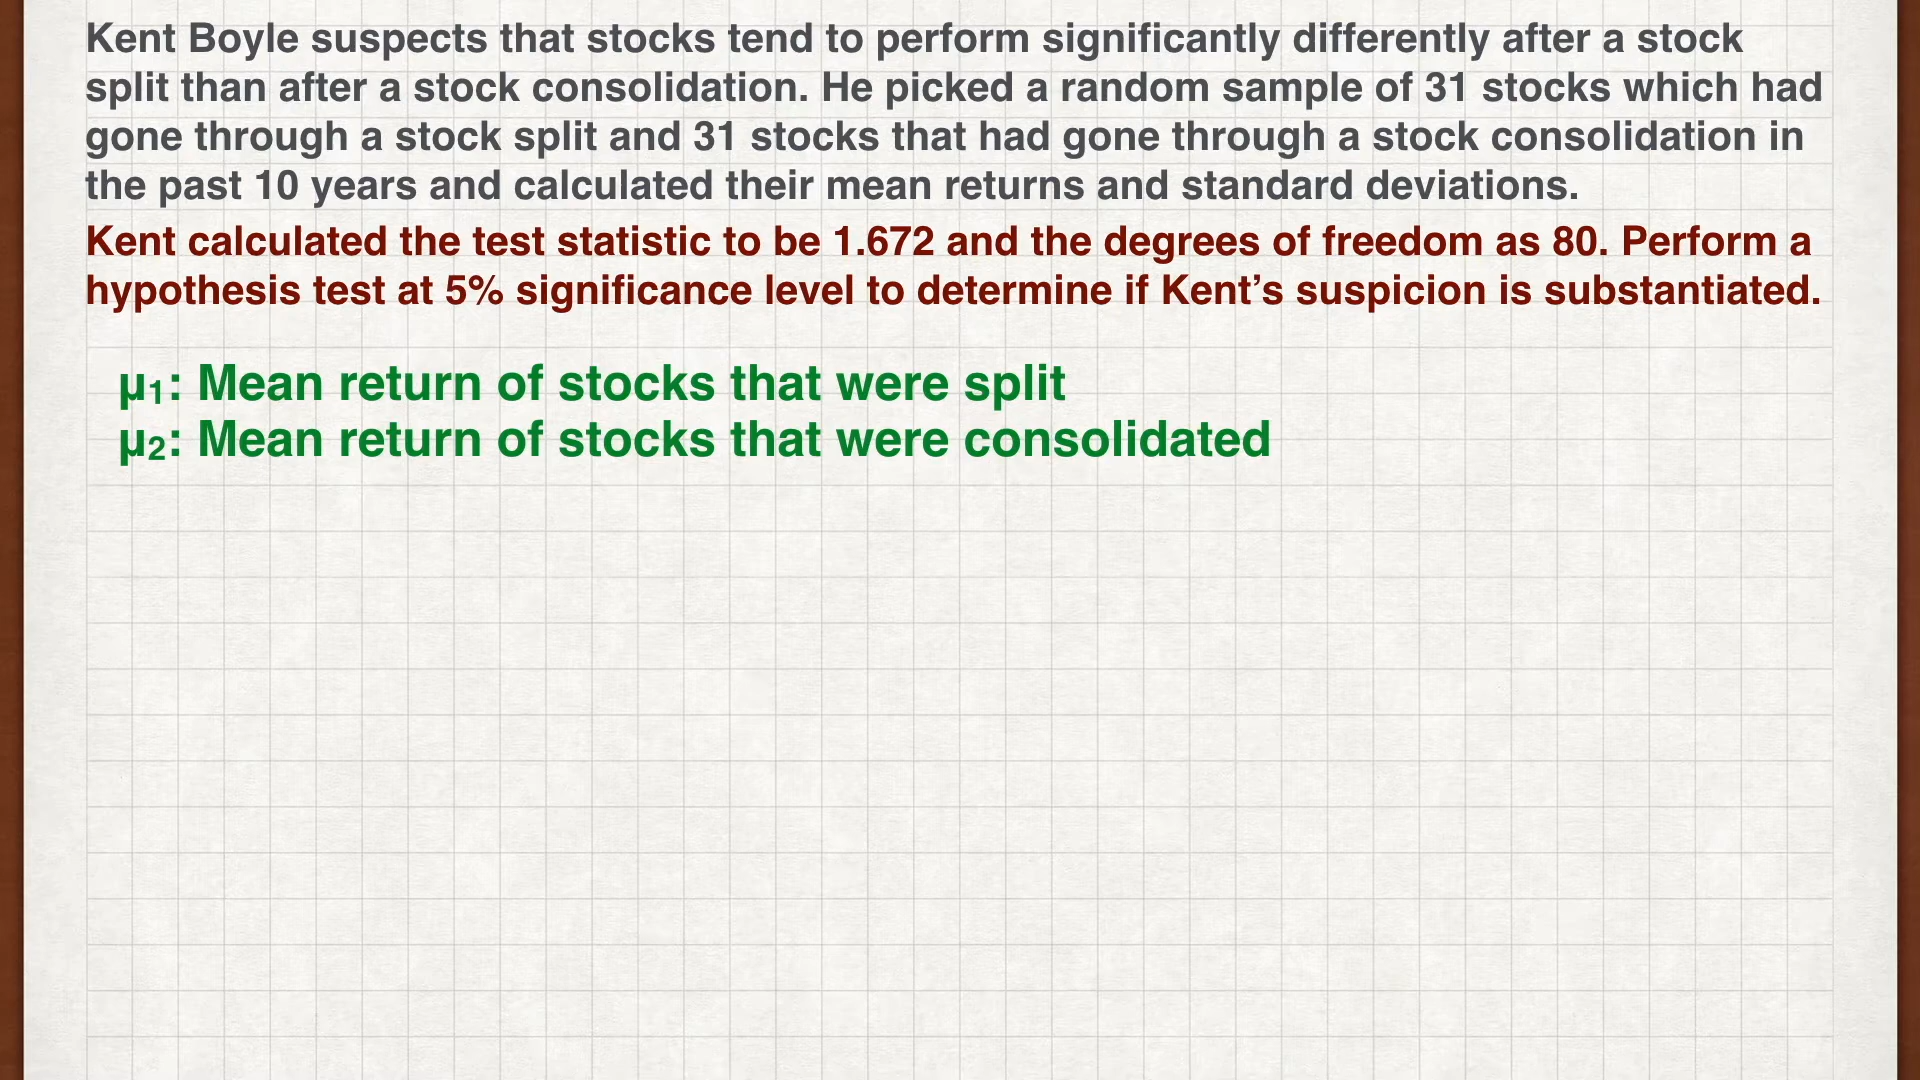 Kent Boyle suspects that stocks tend to perform significantly differently after a stock
split than after a stock consolidation. He picked a random sample of 31 stocks which had
gone through a stock split and 31 stocks that had gone through a stock consolidation in
the past 10 years and calculated their mean returns and standard deviations.
Kent calculated the test statistic to be 1.672 and the degrees of freedom as 80. Perform a
hypothesis test at 5% significance level to determine if Kent’s suspicion is substantiated.
μ₁: Mean return of stocks that were split
μ₂: Mean return of stocks that were consolidated